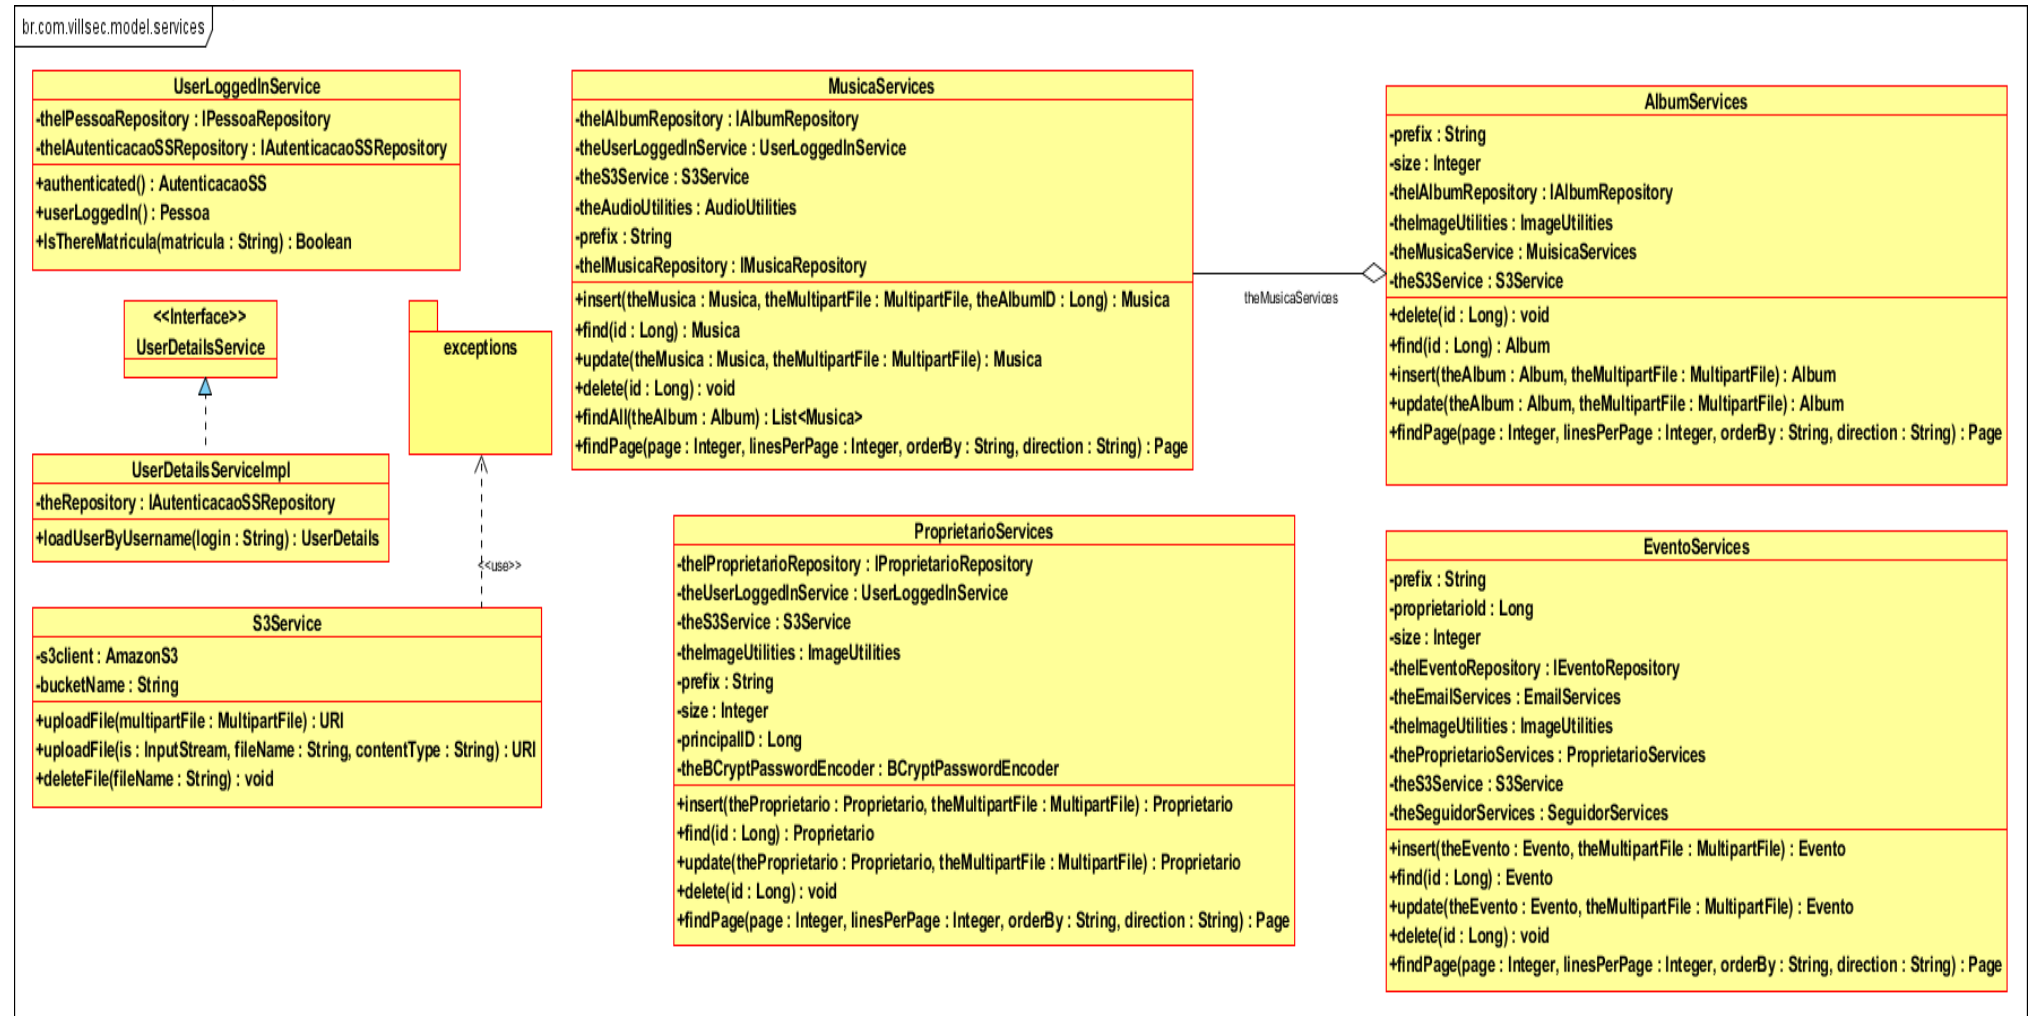 br.com.villsec.model.services
UserLoggedInService
-theIPessoaRepository : IPessoaRepository
-theIAutenticacaoSSRepository : IAutenticacaoSSRepository
+authenticated() : AutenticacaoSS
+userLoggedIn() : Pessoa
+IsThereMatricula(matricula : String) : Boolean
<<Interface>>
UserDetailsService
exceptions
UserDetailsServiceImpl
-theRepository : IAutenticacaoSSRepository
+loadUserByUsername(login : String) : UserDetails
<<use>>
S3Service
-s3client : AmazonS3
-bucketName : String
+uploadFile(multipartFile : MultipartFile) : URI
+uploadFile(is : InputStream, fileName : String, contentType : String) : URI
+deleteFile(fileName : String) : void
MusicaServices
-theIAlbumRepository : IAlbumRepository
-theUserLoggedInService : UserLoggedInService
-theS3Service : S3Service
-theAudioUtilities : AudioUtilities
-prefix : String
-theIMusicaRepository : IMusicaRepository
+insert(theMusica : Musica, theMultipartFile : MultipartFile, theAlbumID : Long) : Musica
+find(id : Long) : Musica
+update(theMusica : Musica, theMultipartFile : MultipartFile) : Musica
+delete(id : Long) : void
+findAll(theAlbum : Album) : List<Musica>
+findPage(page : Integer, linesPerPage : Integer, orderBy : String, direction : String) : Page
theMusicaServices
AlbumServices
-prefix : String
-size : Integer
-theIAlbumRepository : IAlbumRepository
-theImageUtilities : ImageUtilities
-theMusicaService : MuisicaServices
-theS3Service : S3Service
+delete(id : Long) : void
+find(id : Long) : Album
+insert(theAlbum : Album, theMultipartFile : MultipartFile) : Album
+update(theAlbum : Album, theMultipartFile : MultipartFile) : Album
+findPage(page : Integer, linesPerPage : Integer, orderBy : String, direction : String) : Page
ProprietarioServices
-theIProprietarioRepository : IProprietarioRepository
-theUserLoggedInService : UserLoggedInService
-theS3Service : S3Service
-theImageUtilities : ImageUtilities
-prefix : String
-size : Integer
-principalID : Long
-theBCryptPasswordEncoder : BCryptPasswordEncoder
+insert(theProprietario : Proprietario, theMultipartFile : MultipartFile) : Proprietario
+find(id : Long) : Proprietario
+update(theProprietario : Proprietario, theMultipartFile : MultipartFile) : Proprietario
+delete(id : Long) : void
+findPage(page : Integer, linesPerPage : Integer, orderBy : String, direction : String) : Page
EventoServices
-prefix : String
-proprietarioId : Long
-size : Integer
-theIEventoRepository : IEventoRepository
-theEmailServices : EmailServices
-theImageUtilities : ImageUtilities
-theProprietarioServices : ProprietarioServices
-theS3Service : S3Service
-theSeguidorServices : SeguidorServices
+insert(theEvento : Evento, theMultipartFile : MultipartFile) : Evento
+find(id : Long) : Evento
+update(theEvento : Evento, theMultipartFile : MultipartFile) : Evento
+delete(id : Long) : void
+findPage(page : Integer, linesPerPage : Integer, orderBy : String, direction : String) : Page